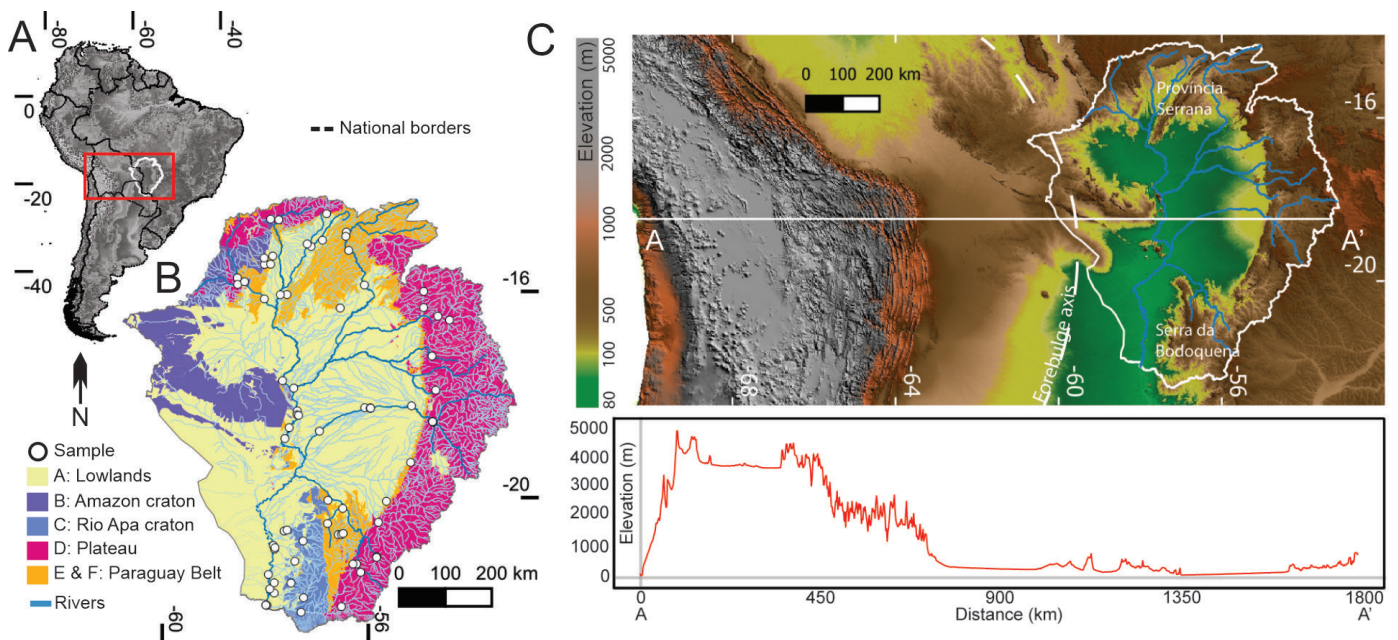 A
-80
-60
-40
0
-20
-40
National borders
N
B
-16
-20
-60
-56
Sample
A: Lowlands
B: Amazon craton
C: Rio Apa craton
D: Plateau
E & F: Paraguay Belt
Rivers
0 100 200 km
C
Elevation (m)
5000
2000
1000
500
100
80
0 100 200 km
Província
Serrana
-16
A
A'
-20
Forebulge axis
Serra da
Bodoquena
-68
-64
-60
-56
Elevation (m)
5000
4000
3000
2000
1000
0
0 450 900 1350 1800
A Distance (km) A'